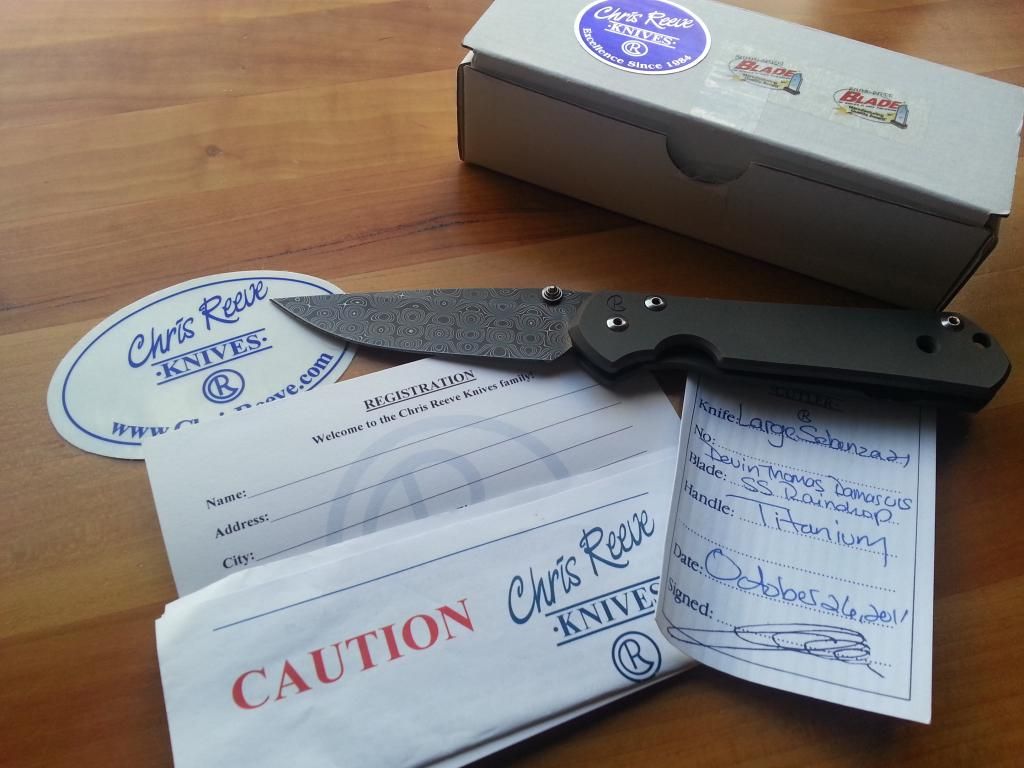 Chris Reeve
·KNIVES·
R
Excellence Since 1984
BLADE
BLADE
Chris Reeve
·KNIVES·
R
www.ChrisReeve.com
REGISTRATION
Welcome to the Chris Reeve Knives family!
Name:
Address:
City:
CAUTION
Chris Reeve
·KNIVES
R
CUTLER
R
Knife: Large Sebenza 21
No:
Devin Thomas Damascus
Blade: SS Raindrop
Handle: Titanium
Date: October 26, 2011
Signed: